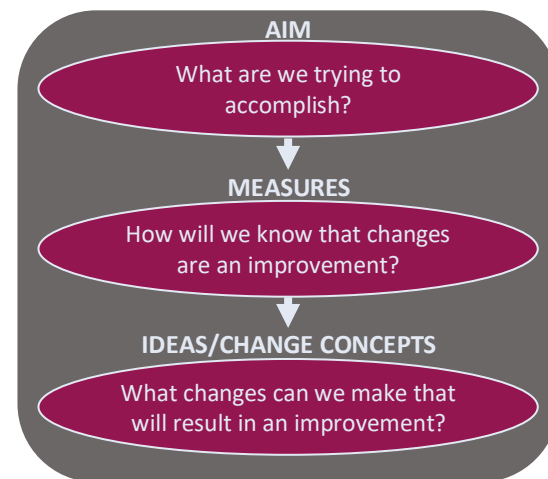 AIM
What are we trying to
accomplish?
MEASURES
How will we know that changes
are an improvement?
IDEAS/CHANGE CONCEPTS
What changes can we make that
will result in an improvement?